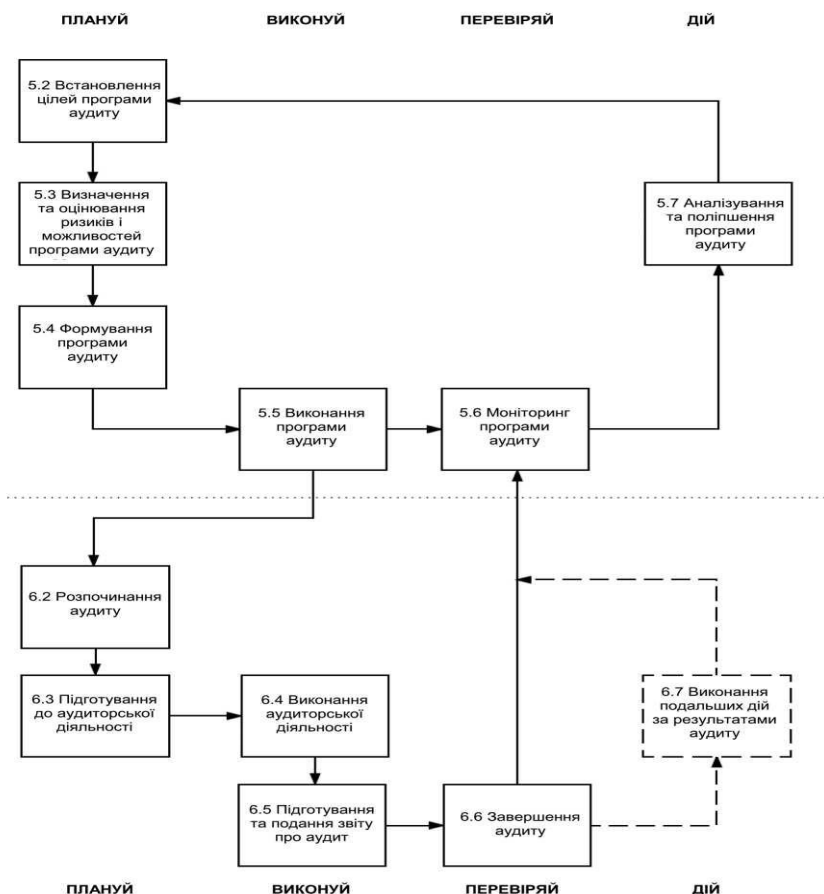 ПЛАНУЙ ВИКОНУЙ ПЕРЕВІРЯЙ ДІЙ
5.2 Встановлення
цілей програми
аудиту
5.3 Визначення
та оцінювання
ризиків і
можливостей
програми аудиту
5.7 Аналізування
та поліпшення
програми
аудиту
5.4 Формування
програми
аудиту
5.5 Виконання
програми
аудиту
5.6 Моніторинг
програми
аудиту
6.2 Розпочинання
аудиту
6.3 Підготування
до аудиторської
діяльності
6.4 Виконання
аудиторської
діяльності
6.7 Виконання
подальших дій
за результатами
аудиту
6.5 Підготування
та подання звіту
про аудит
6.6 Завершення
аудиту
ПЛАНУЙ ВИКОНУЙ ПЕРЕВІРЯЙ ДІЙ